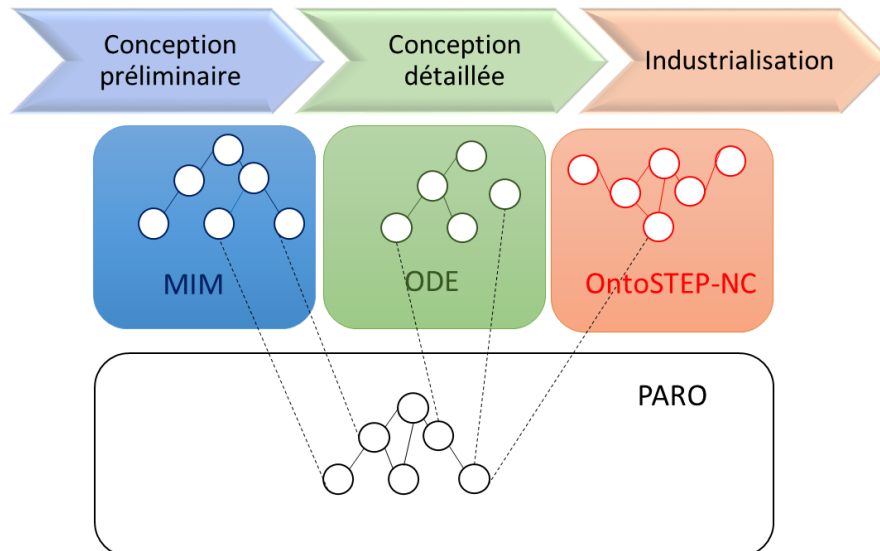 Conception
préliminaire
Conception
détaillée
Industrialisation
MIM
ODE
OntoSTEP-NC
PARO